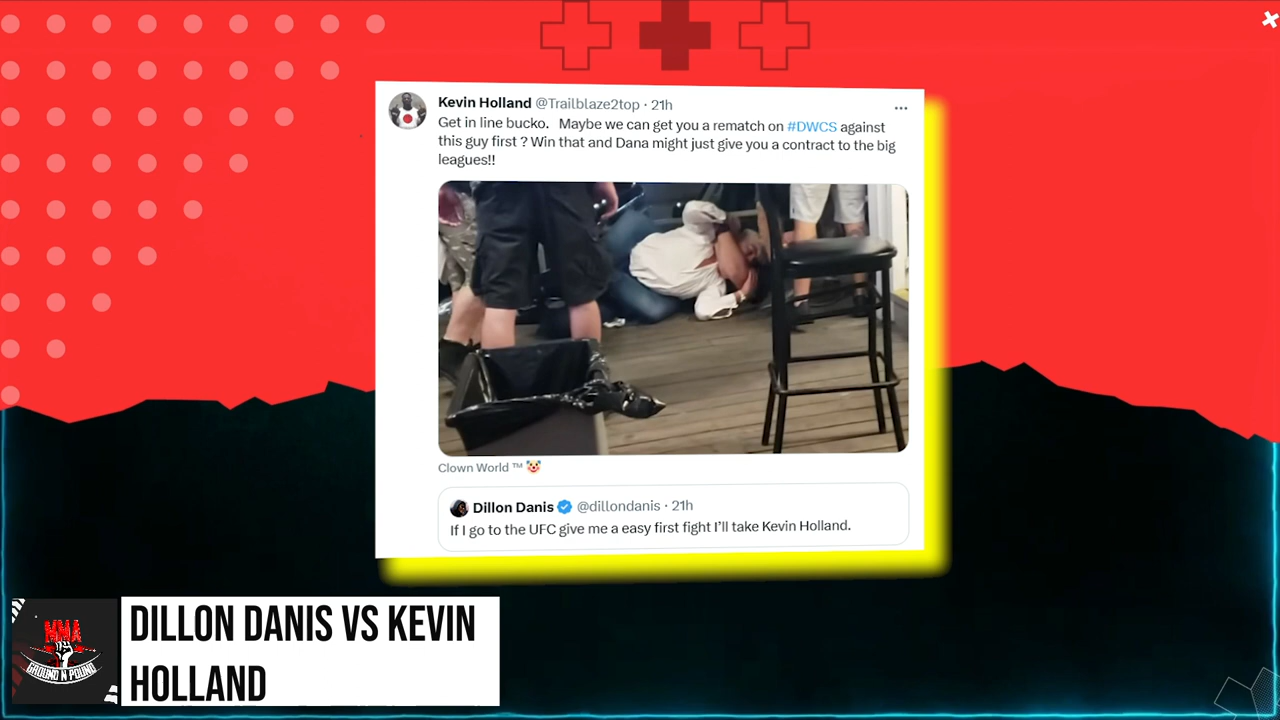 Kevin Holland @Trailblaze2top · 21h
Get in line bucko. Maybe we can get you a rematch on #DWCS against
this guy first ? Win that and Dana might just give you a contract to the big
leagues!!
Clown World ™ 🤡
Dillon Danis @dillondanis · 21h
If I go to the UFC give me a easy first fight I'll take Kevin Holland.
MMA
GROUND N POUND
DILLON DANIS VS KEVIN
HOLLAND